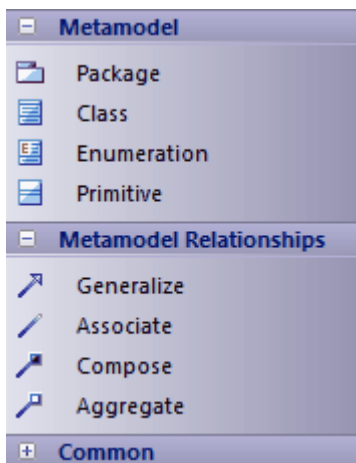 Metamodel
Package
Class
Enumeration
Primitive
Metamodel Relationships
Generalize
Associate
Compose
Aggregate
Common